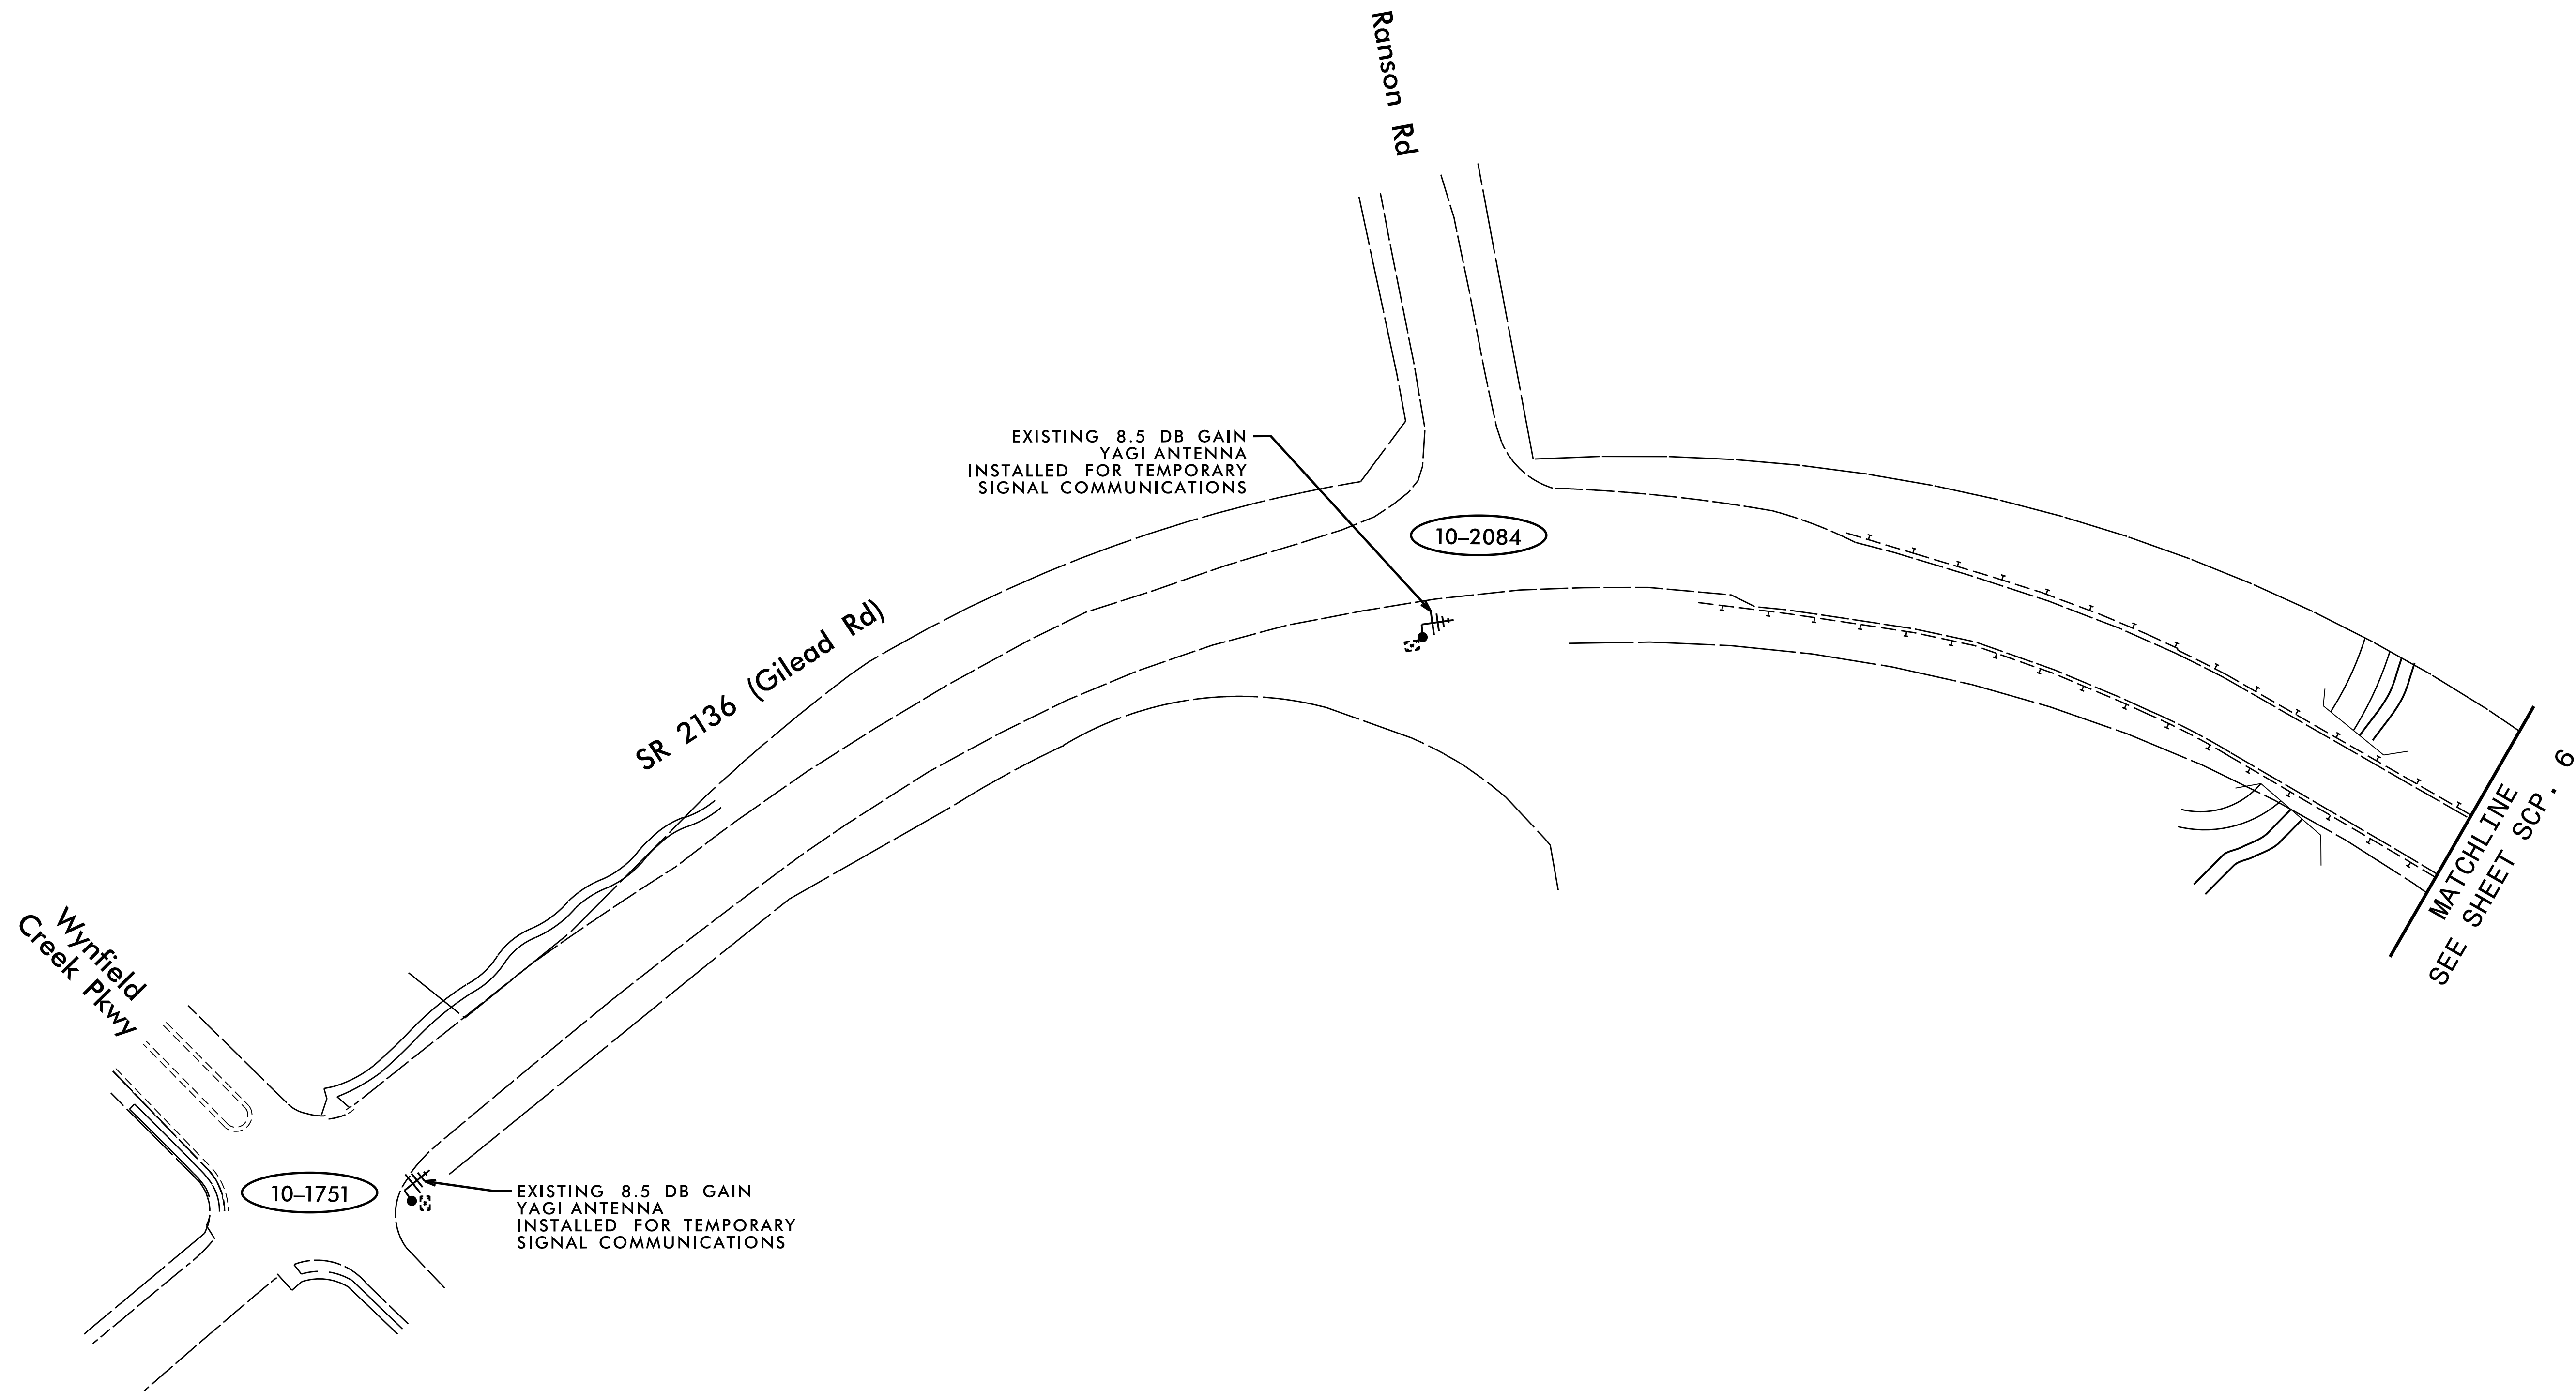 Ranson Rd
EXISTING 8.5 DB GAIN
YAGI ANTENNA
INSTALLED FOR TEMPORARY
SIGNAL COMMUNICATIONS
10-2084
SR 2136 (Gilead Rd)
MATCHLINE
SEE SHEET SCP. 6
Wynfield
Creek Pkwy
10-1751
EXISTING 8.5 DB GAIN
YAGI ANTENNA
INSTALLED FOR TEMPORARY
SIGNAL COMMUNICATIONS